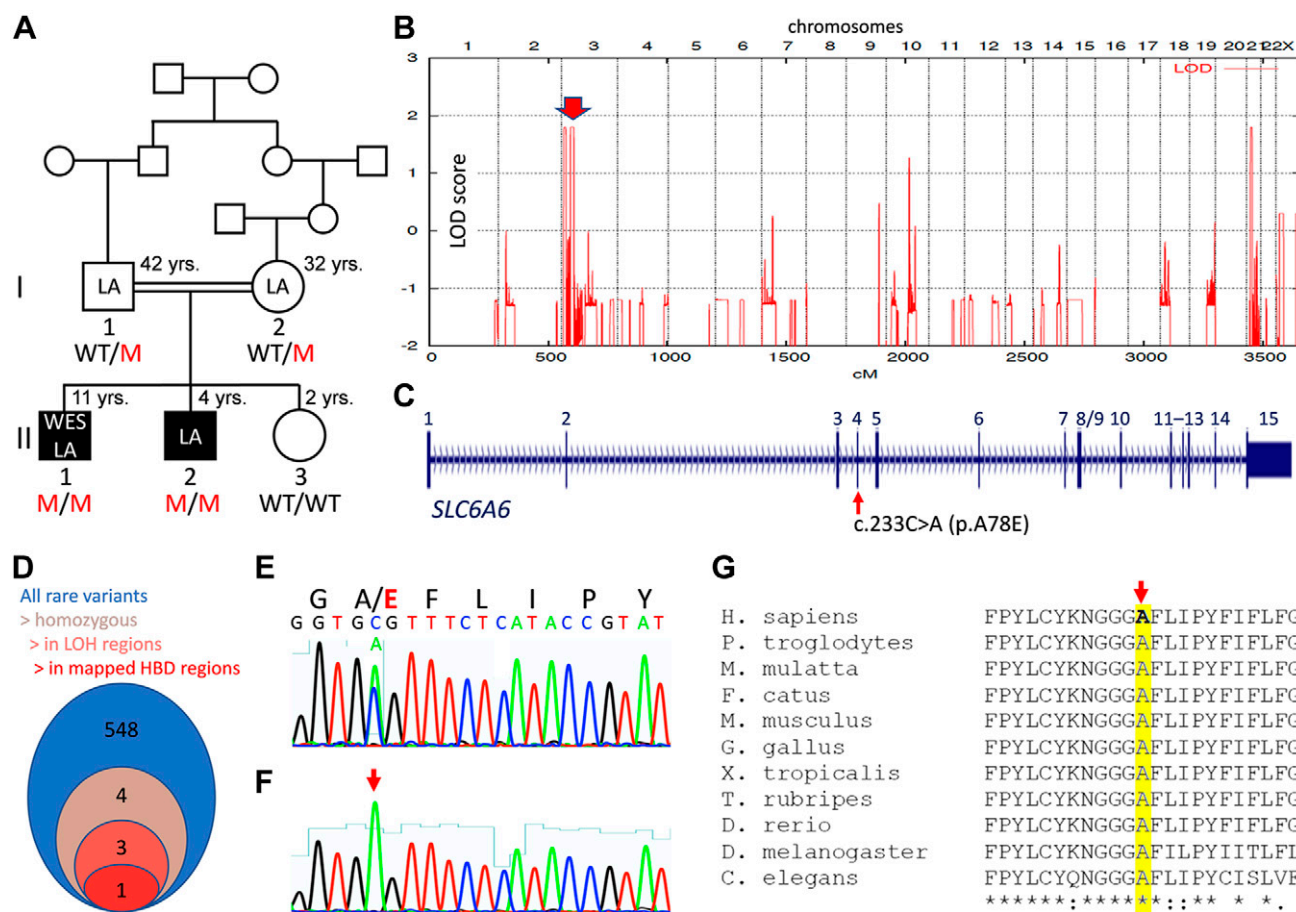 A
42 yrs.
32 yrs.
I
LA
LA
1
2
WT/M
WT/M
11 yrs.
4 yrs.
2 yrs.
II
WES
LA
LA
1
2
3
M/M
M/M
WT/WT
B
chromosomes
1 2 3 4 5 6 7 8 9 10 11 12 13 14 15 16 17 18 19 20 21 22X
3
2
1
0
-1
-2
LOD
LOD score
0 500 1000 1500 2000 2500 3000 3500
cM
C
1 2 3 4 5 6 7 8/9 10 11–13 14 15
SLC6A6
c.233C>A (p.A78E)
D
All rare variants
> homozygous
> in LOH regions
> in mapped HBD regions
548
4
3
1
E
G A/E F L I P Y
G G T G C G T T T C T C A T A C C G T A T
A
F
G
H. sapiens FPYLCYKNGGGAFLIPYFIFLFG
P. troglodytes FPYLCYKNGGGAFLIPYFIFLFG
M. mulatta FPYLCYKNGGGAFLIPYFIFLFG
F. catus FPYLCYKNGGGAFLIPYFIFLFG
M. musculus FPYLCYKNGGGAFLIPYFIFLFG
G. gallus FPYLCYKNGGGAFLIPYFIFLFG
X. tropicalis FPYLCYKNGGGAFLIPYFIFLFG
T. rubripes FPYLCYKNGGGAFLIPYFIFLFG
D. rerio FPYLCYKNGGGAFLIPYFIFLFG
D. melanogaster FPYLCYKNGGGAFILPYIITLFL
C. elegans FPYLCYQNGGGAFLIPYCISLVE
******:******::** * *.